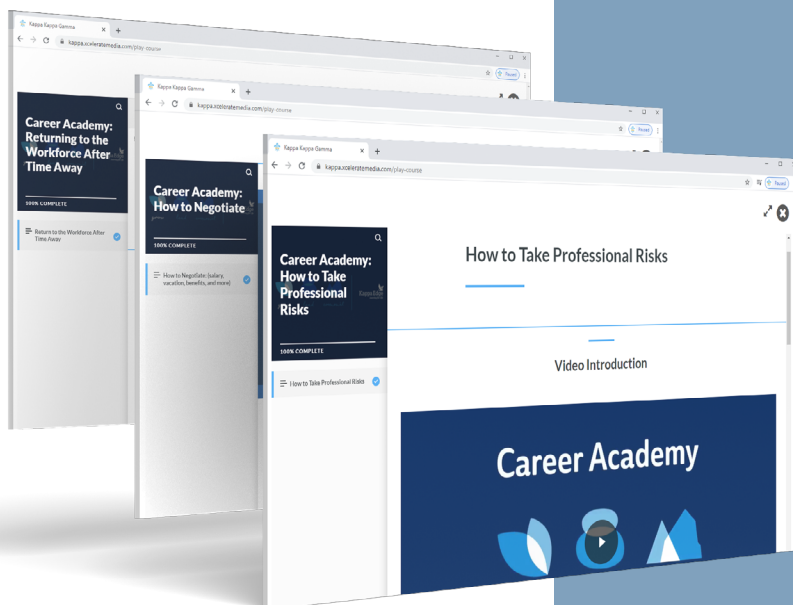 Kappa Kappa Gamma
kappa.xceleratemedia.com/play-course
Paused
Career Academy:
Returning to the
Workforce After
Time Away
100% COMPLETE
Return to the Workforce After
Time Away
Kappa Kappa Gamma
kappa.xceleratemedia.com/play-course
Paused
Career Academy:
How to Negotiate
100% COMPLETE
How to Negotiate: (salary,
vacation, benefits, and more)
Kappa Kappa Gamma
kappa.xceleratemedia.com/play-course
Paused
Career Academy:
How to Take
Professional
Risks
100% COMPLETE
How to Take Professional Risks
How to Take Professional Risks
Video Introduction
Career Academy